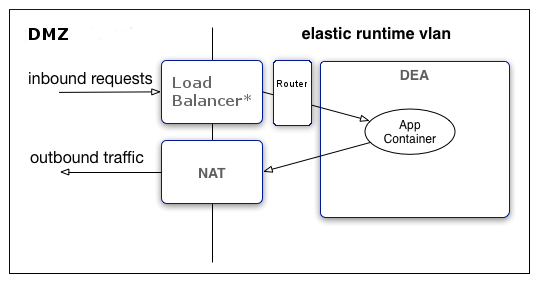 DMZ
elastic runtime vlan
inbound requests
Load
Balancer*
Router
DEA
App
Container
outbound traffic
NAT